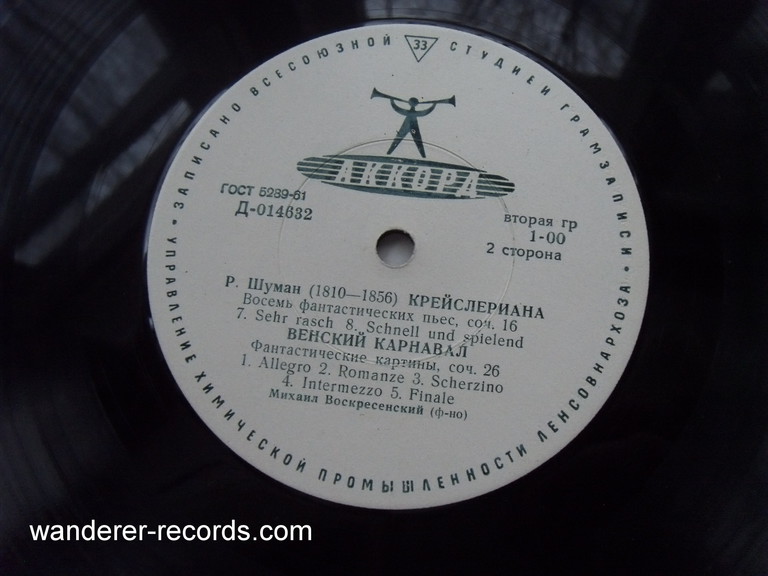 ЗАПИСАНО ВСЕСОЮЗНОЙ 33 СТУДИЕЙ ГРАМЗАПИСИ
АККОРД
ГОСТ 5289-61
Д-014632
вторая гр
1-00
2 сторона
Р. Шуман (1810—1856) КРЕЙСЛЕРИАНА
Восемь фантастических пьес, соч. 16
7. Sehr rasch 8. Schnell und spielend
ВЕНСКИЙ КАРНАВАЛ
Фантастические картины, соч. 26
1. Allegro 2. Romanze 3. Scherzino
4. Intermezzo 5. Finale
Михаил Воскресенский (ф-но)
• УПРАВЛЕНИЕ ХИМИЧЕСКОЙ ПРОМЫШЛЕННОСТИ ЛЕНСОВНАРХОЗА •
wanderer-records.com